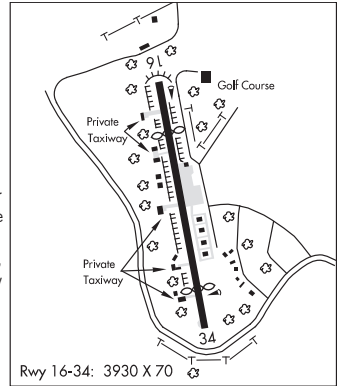 16
Golf Course
Private
Taxiway
Private
Taxiway
34
Rwy 16-34: 3930 X 70